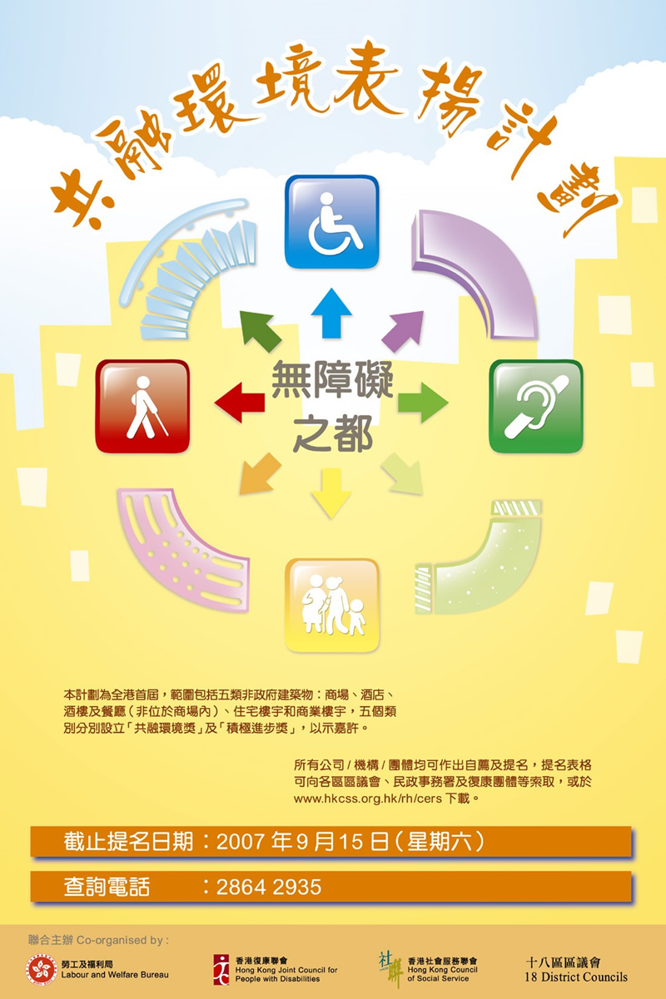 共融環境表揚計劃
無障礙
之都
本計劃為全港首屆，範圍包括五類非政府建築物：商場、酒店、
酒樓及餐廳（非位於商場內）、住宅樓宇和商業樓宇，五個類
別分別設立「共融環境獎」及「積極進步獎」，以示嘉許。
所有公司/機構/團體均可作出自薦及提名，提名表格
可向各區區議會、民政事務署及復康團體等索取，或於
www.hkcss.org.hk/rh/cers 下載。
截止提名日期：2007年9月15日（星期六）
查詢電話　　：2864 2935
聯合主辦 Co-organised by :
勞工及福利局
Labour and Welfare Bureau
香港復康聯會
Hong Kong Joint Council for
People with Disabilities
社聯
香港社會服務聯會
Hong Kong Council
of Social Service
十八區區議會
18 District Councils